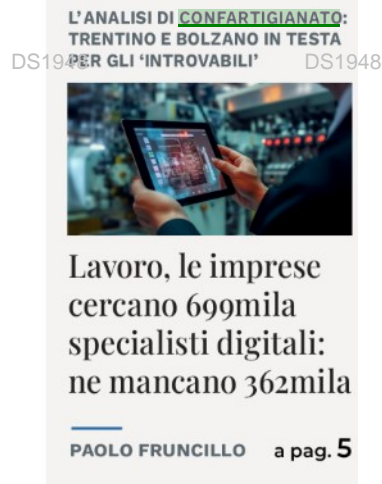 L'ANALISI DI CONFARTIGIANATO:
TRENTINO E BOLZANO IN TESTA
PER GLI 'INTROVABILI'
DS1948
DS1948
Lavoro, le imprese
cercano 699mila
specialisti digitali:
ne mancano 362mila
PAOLO FRUNCILLO
a pag. 5